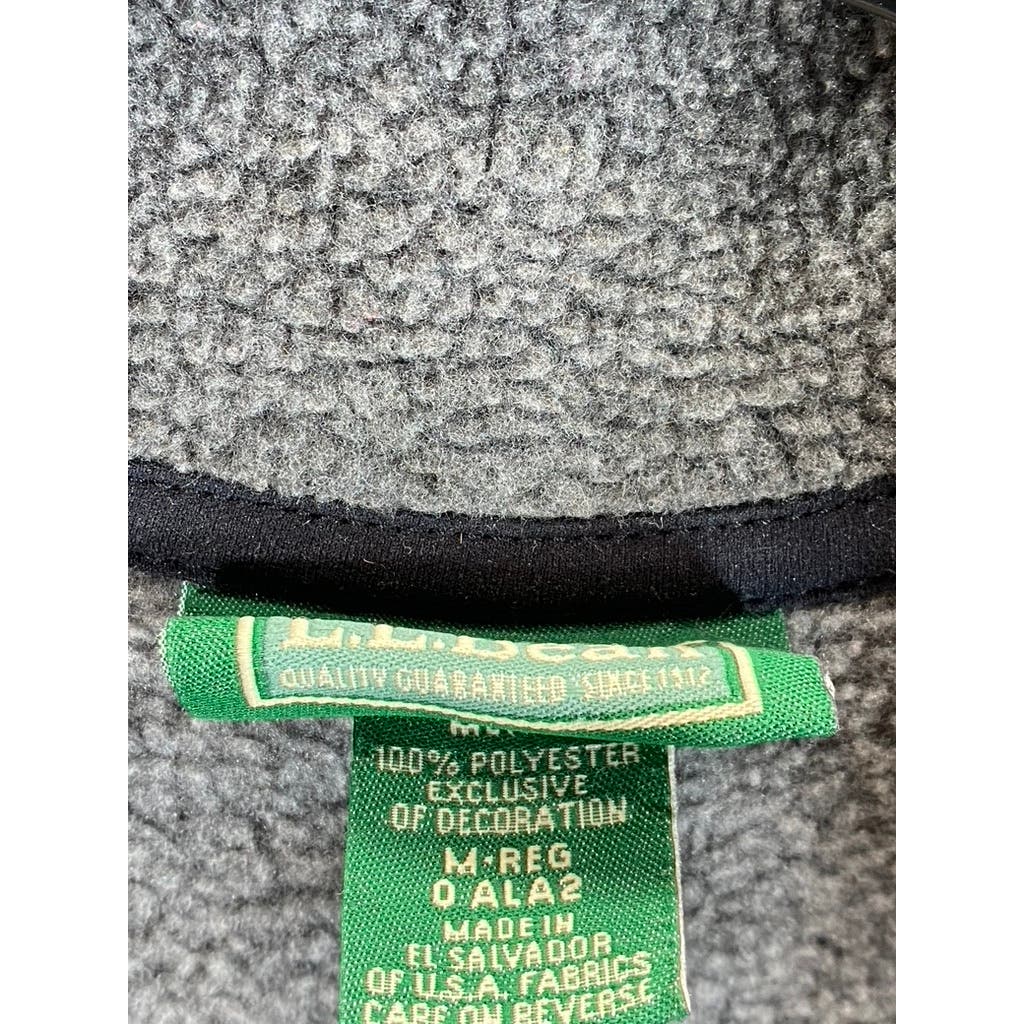 L.L.Bean
QUALITY GUARANTEED SINCE 1912
100% POLYESTER
EXCLUSIVE
OF DECORATION
M•REG
0 ALA2
MADE IN
EL SALVADOR
OF U.S.A. FABRICS
CARE ON REVERSE